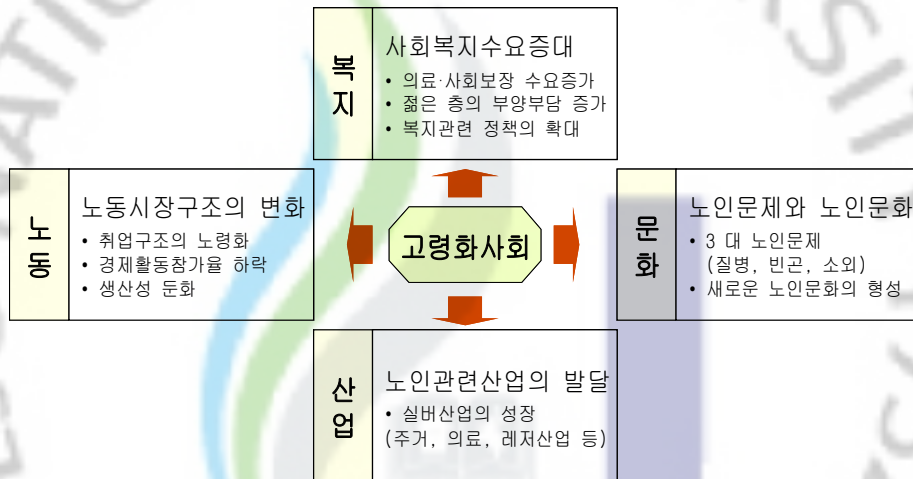 복지
사회복지수요증대
• 의료·사회보장 수요증가
• 젊은 층의 부양부담 증가
• 복지관련 정책의 확대
노동
노동시장구조의 변화
• 취업구조의 노령화
• 경제활동참가율 하락
• 생산성 둔화
고령화사회
문화
노인문제와 노인문화
• 3 대 노인문제
(질병, 빈곤, 소외)
• 새로운 노인문화의 형성
산업
노인관련산업의 발달
• 실버산업의 성장
(주거, 의료, 레저산업 등)